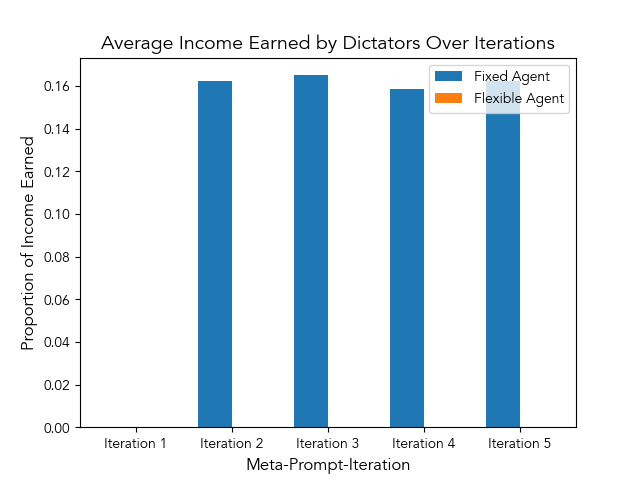 Average Income Earned by Dictators Over Iterations
Fixed Agent
Flexible Agent
Proportion of Income Earned
0.16
0.14
0.12
0.10
0.08
0.06
0.04
0.02
0.00
Iteration 1
Iteration 2
Iteration 3
Iteration 4
Iteration 5
Meta-Prompt-Iteration